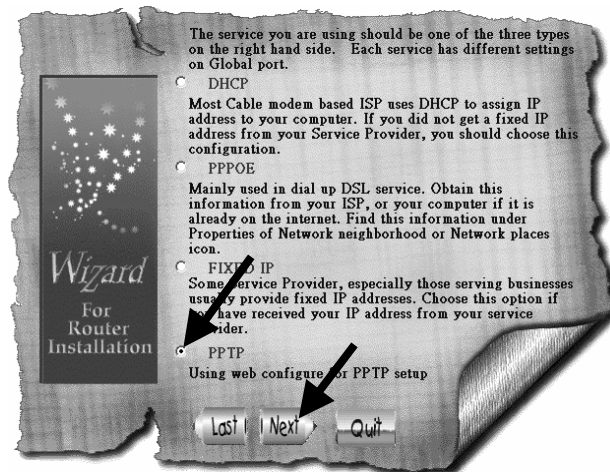 The service you are using should be one of the three types
on the right hand side. Each service has different settings
on Global port.
DHCP
Most Cable modem based ISP uses DHCP to assign IP
address to your computer. If you did not get a fixed IP
address from your Service Provider, you should choose this
configuration.
PPPOE
Mainly used in dial up DSL service. Obtain this
information from your ISP, or your computer if it is
already on the internet. Find this information under
Properties of Network neighborhood or Network places
icon.
FIXED IP
Some Service Provider, especially those serving businesses
usually provide fixed IP addresses. Choose this option if
you have received your IP address from your service
provider.
PPTP
Using web configure for PPTP setup
Wizard
For
Router
Installation
Last Next Quit